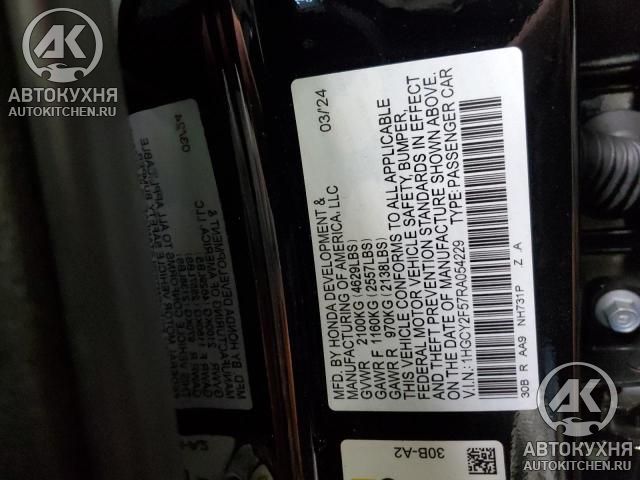 АВТОКУХНЯ
AUTOKITCHEN.RU
MFD. BY HONDA DEVELOPMENT &
MANUFACTURING OF AMERICA, LLC 03/24
GVWR 2100KG (4629LBS)
GAWR F 1160KG (2557LBS)
GAWR R 970KG (2138LBS)
THIS VEHICLE CONFORMS TO ALL APPLICABLE
FEDERAL MOTOR VEHICLE SAFETY, BUMPER,
AND THEFT PREVENTION STANDARDS IN EFFECT
ON THE DATE OF MANUFACTURE SHOWN ABOVE.
V.I.N.: 1HGCY2F57RA054229 TYPE: PASSENGER CAR
30B R AA9 NH731P Z A
30B-A2
АВТОКУХНЯ
AUTOKITCHEN.RU